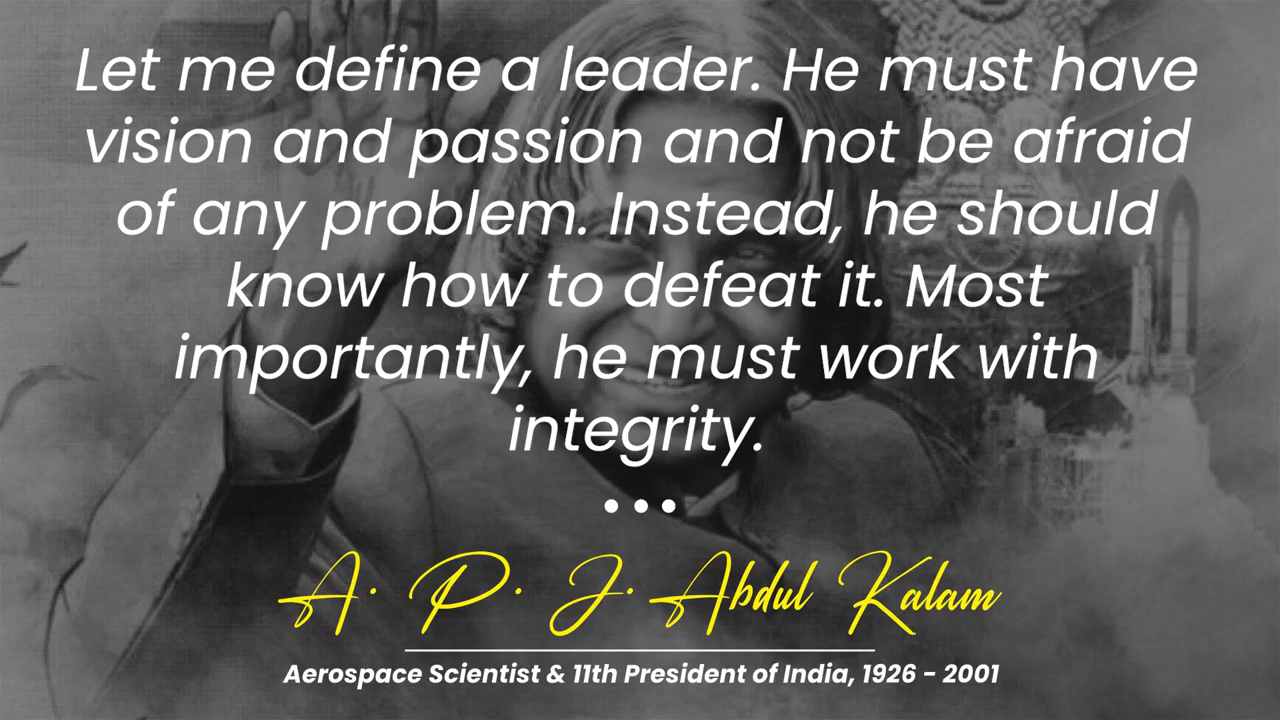 Let me define a leader. He must have
vision and passion and not be afraid
of any problem. Instead, he should
know how to defeat it. Most
importantly, he must work with
integrity.
• • •
A. P. J. Abdul Kalam
Aerospace Scientist & 11th President of India, 1926 - 2001